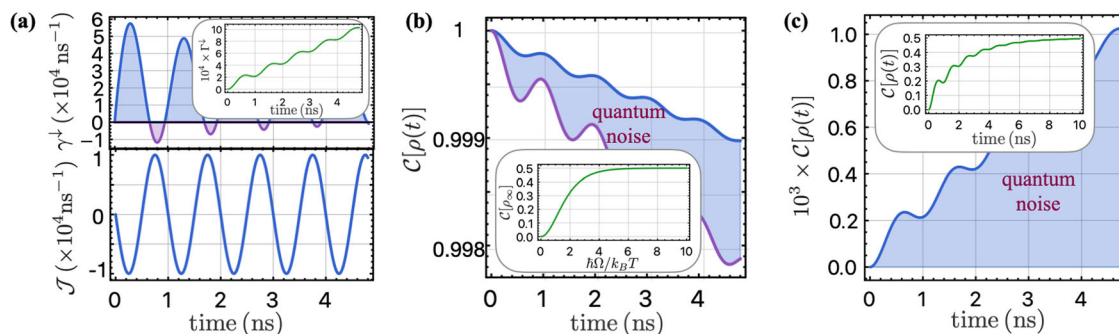 (a)
γ↓ (×10⁴ ns⁻¹)
5
4
3
2
1
0
-1
10⁴ × Γ↓
10
8
6
4
2
0
0 1 2 3 4
time (ns)
𝒥 (×10⁴ns⁻¹)
1
0
-1
0 1 2 3 4
time (ns)
(b)
𝒞[ρ(t)]
1
0.999
0.998
quantum
noise
𝒞[ρ∞]
0.5
0.4
0.3
0.2
0.1
0.0
0 2 4 6 8 10
ℏΩ/k_BT
0 1 2 3 4
time (ns)
(c)
10³ × 𝒞[ρ(t)]
1.0
0.8
0.6
0.4
0.2
0.0
𝒞[ρ(t)]
0.5
0.4
0.3
0.2
0.1
0.0
0 2 4 6 8 10
time (ns)
quantum
noise
0 1 2 3 4
time (ns)